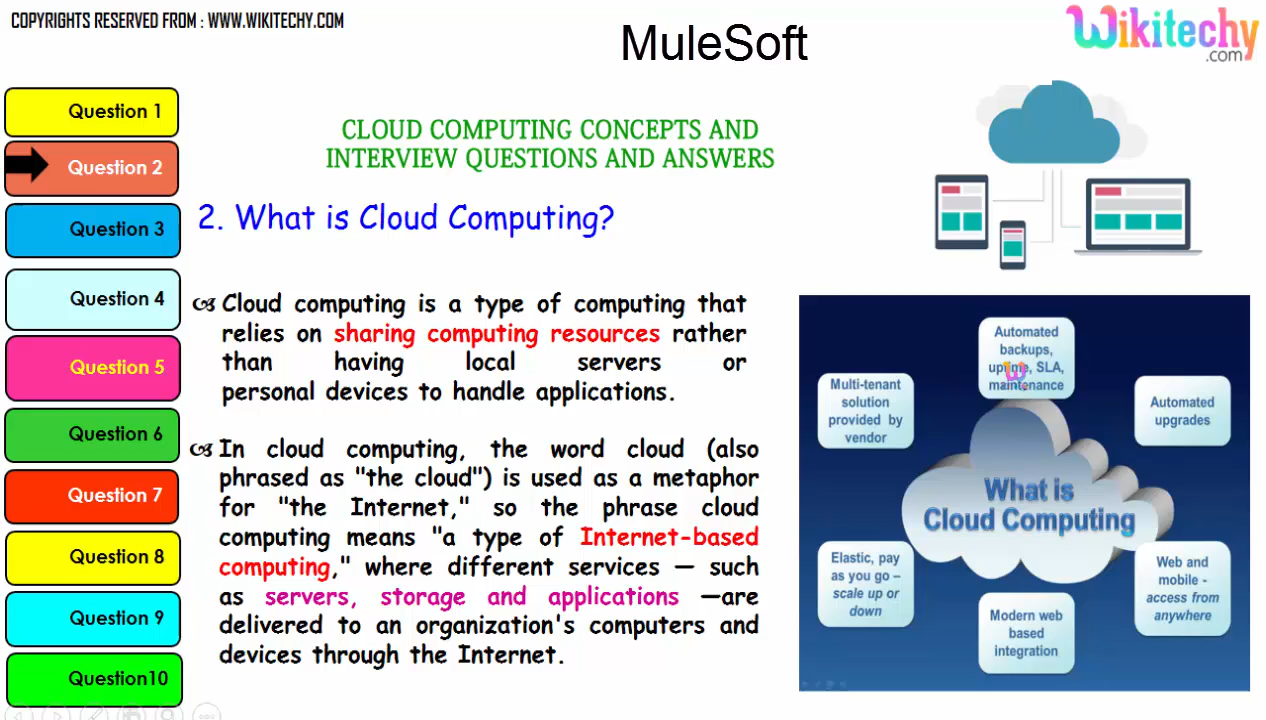 COPYRIGHTS RESERVED FROM : WWW.WIKITECHY.COM
MuleSoft
Wikitechy
.com
Question 1
Question 2
Question 3
Question 4
Question 5
Question 6
Question 7
Question 8
Question 9
Question10
CLOUD COMPUTING CONCEPTS AND
INTERVIEW QUESTIONS AND ANSWERS
2. What is Cloud Computing?
Cloud computing is a type of computing that
relies on sharing computing resources rather
than having local servers or
personal devices to handle applications.
In cloud computing, the word cloud (also
phrased as "the cloud") is used as a metaphor
for "the Internet," so the phrase cloud
computing means "a type of Internet-based
computing," where different services — such
as servers, storage and applications —are
delivered to an organization's computers and
devices through the Internet.
Automated
backups,
uptime, SLA,
maintenance
Multi-tenant
solution
provided by
vendor
Automated
upgrades
What is
Cloud Computing
Elastic, pay
as you go –
scale up or
down
Web and
mobile -
access from
anywhere
Modern web
based
integration
W